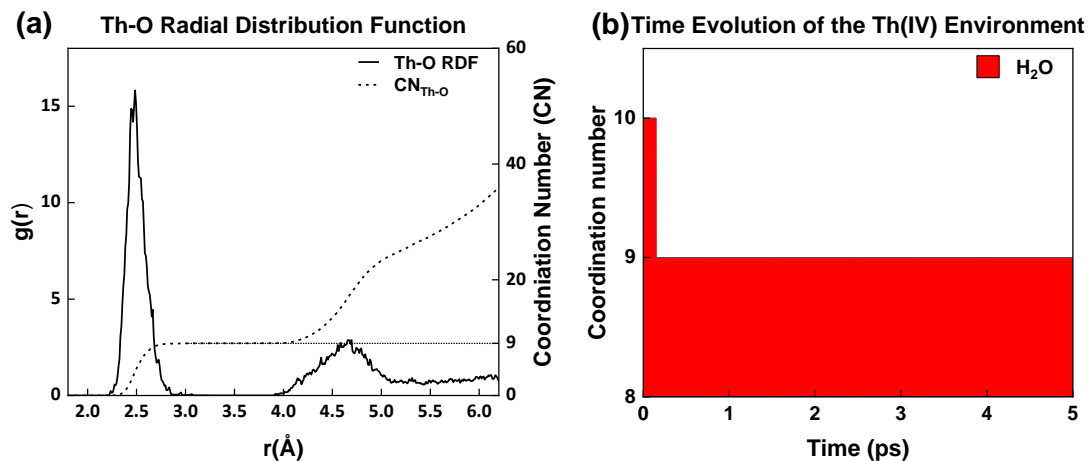 (a) Th-O Radial Distribution Function
Th-O RDF
CN_Th-O
g(r)
15
10
5
0
2.0 2.5 3.0 3.5 4.0 4.5 5.0 5.5 6.0
r(Å)
60
40
20
9
0
Coordniation Number (CN)
(b) Time Evolution of the Th(IV) Environment
H₂O
Coordination number
10
9
8
0 1 2 3 4 5
Time (ps)